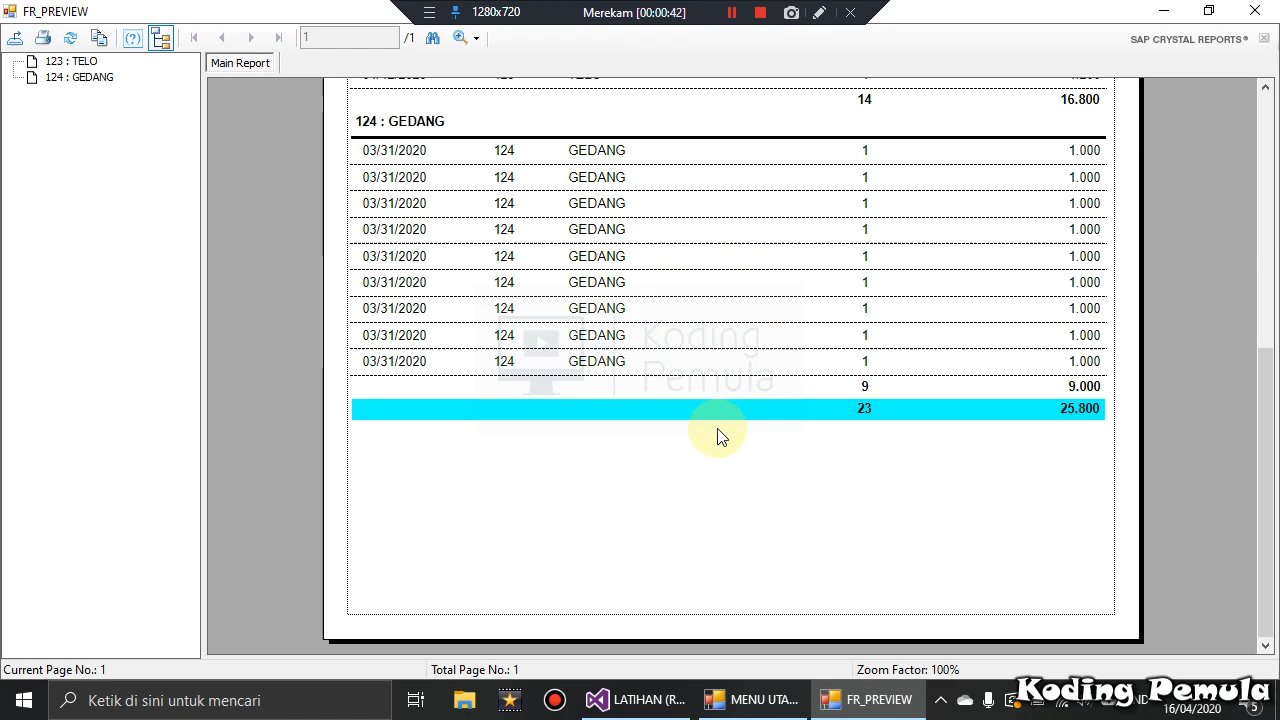 FR_PREVIEW
1280x720
Merekam [00:00:42]
1
/1
SAP CRYSTAL REPORTS®
123 : TELO
124 : GEDANG
Main Report
14 16.800
124 : GEDANG
03/31/2020 124 GEDANG 1 1.000
03/31/2020 124 GEDANG 1 1.000
03/31/2020 124 GEDANG 1 1.000
03/31/2020 124 GEDANG 1 1.000
03/31/2020 124 GEDANG 1 1.000
03/31/2020 124 GEDANG 1 1.000
03/31/2020 124 GEDANG 1 1.000
03/31/2020 124 GEDANG 1 1.000
03/31/2020 124 GEDANG 1 1.000
9 9.000
23 25.800
Koding
Pemula
Current Page No.: 1
Total Page No.: 1
Zoom Factor: 100%
Ketik di sini untuk mencari
LATIHAN (R...
MENU UTA...
FR_PREVIEW
Koding Pemula
16/04/2020
5